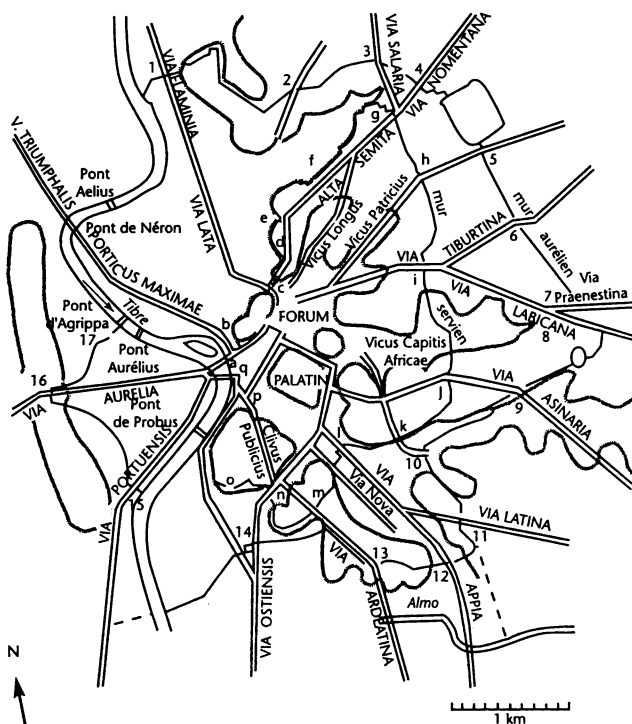 1
VIA FLAMINIA
2
3
VIA SALARIA
4
VIA NOMENTANA
V. TRIUMPHALIS
g
f
ALTA SEMITA
h
5
Pont Aelius
Pont de Néron
e
d
Vicus Longus
Vicus Patricius
mur
servien
mur
aurélien
VIA LATA
VIA
TIBURTINA
6
PORTICUS MAXIMAE
c
i
VIA
LABICANA
7
Via
Praenestina
8
FORUM
b
Pont
d'Agrippa
17
Tibre
Pont
Aurélius
a
q
Vicus Capitis
Africae
PALATIN
16
VIA
AURELIA
Pont
de Probus
p
J
VIA
ASINARIA
9
k
l
10
Clivus
Publicius
VIA
PORTUENSIS
15
o
n
m
Via Nova
VIA
APPIA
VIA LATINA
11
14
13
12
VIA OSTIENSIS
VIA
ARDEATINA
Almo
N
1 km